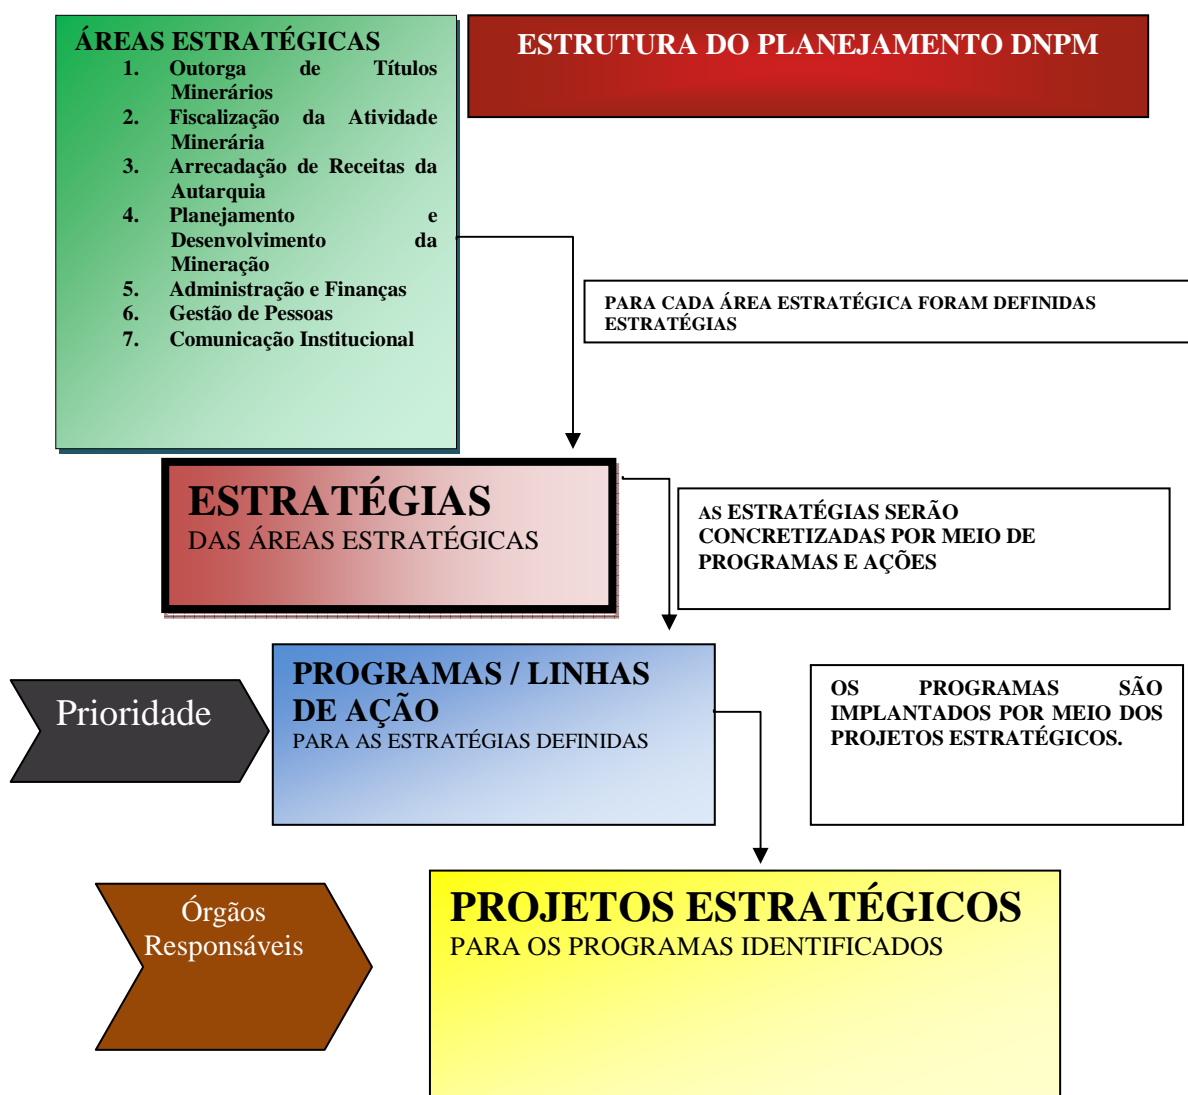 ÁREAS ESTRATÉGICAS
1. Outorga de Títulos
Minerários
2. Fiscalização da Atividade
Minerária
3. Arrecadação de Receitas da
Autarquia
4. Planejamento e
Desenvolvimento da
Mineração
5. Administração e Finanças
6. Gestão de Pessoas
7. Comunicação Institucional
ESTRUTURA DO PLANEJAMENTO DNPM
PARA CADA ÁREA ESTRATÉGICA FORAM DEFINIDAS
ESTRATÉGIAS
ESTRATÉGIAS
DAS ÁREAS ESTRATÉGICAS
AS ESTRATÉGIAS SERÃO
CONCRETIZADAS POR MEIO DE
PROGRAMAS E AÇÕES
Prioridade
PROGRAMAS / LINHAS
DE AÇÃO
PARA AS ESTRATÉGIAS DEFINIDAS
OS PROGRAMAS SÃO
IMPLANTADOS POR MEIO DOS
PROJETOS ESTRATÉGICOS.
Órgãos
Responsáveis
PROJETOS ESTRATÉGICOS
PARA OS PROGRAMAS IDENTIFICADOS